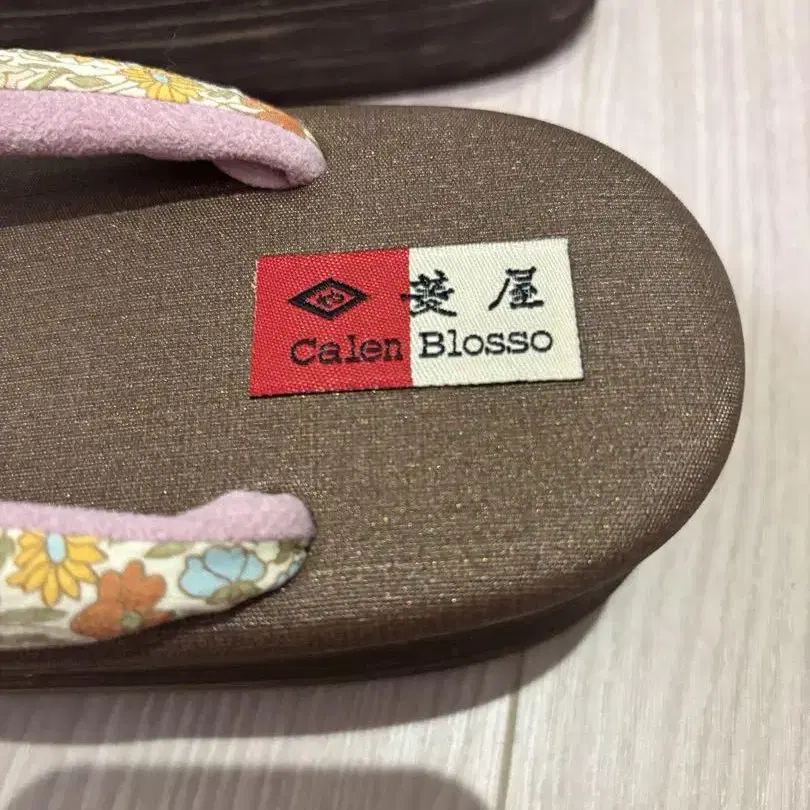 菱屋
Calen Blosso